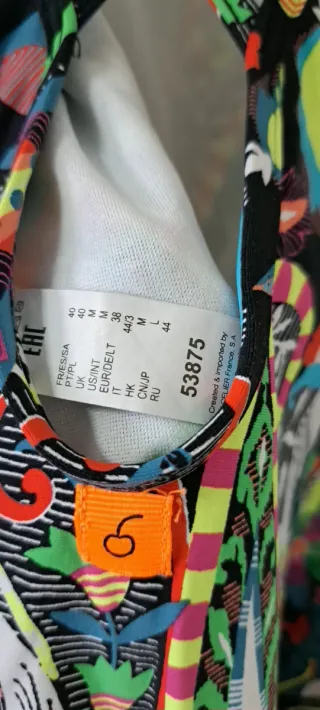 EAC
FR/ES/SA 40
PT/PL 40
UK M
US/INT M
EUR/DE/LT 38
IT 44/3
HK M
CN/JP L
RU 44
53875
Created & Imported by
France, S.A